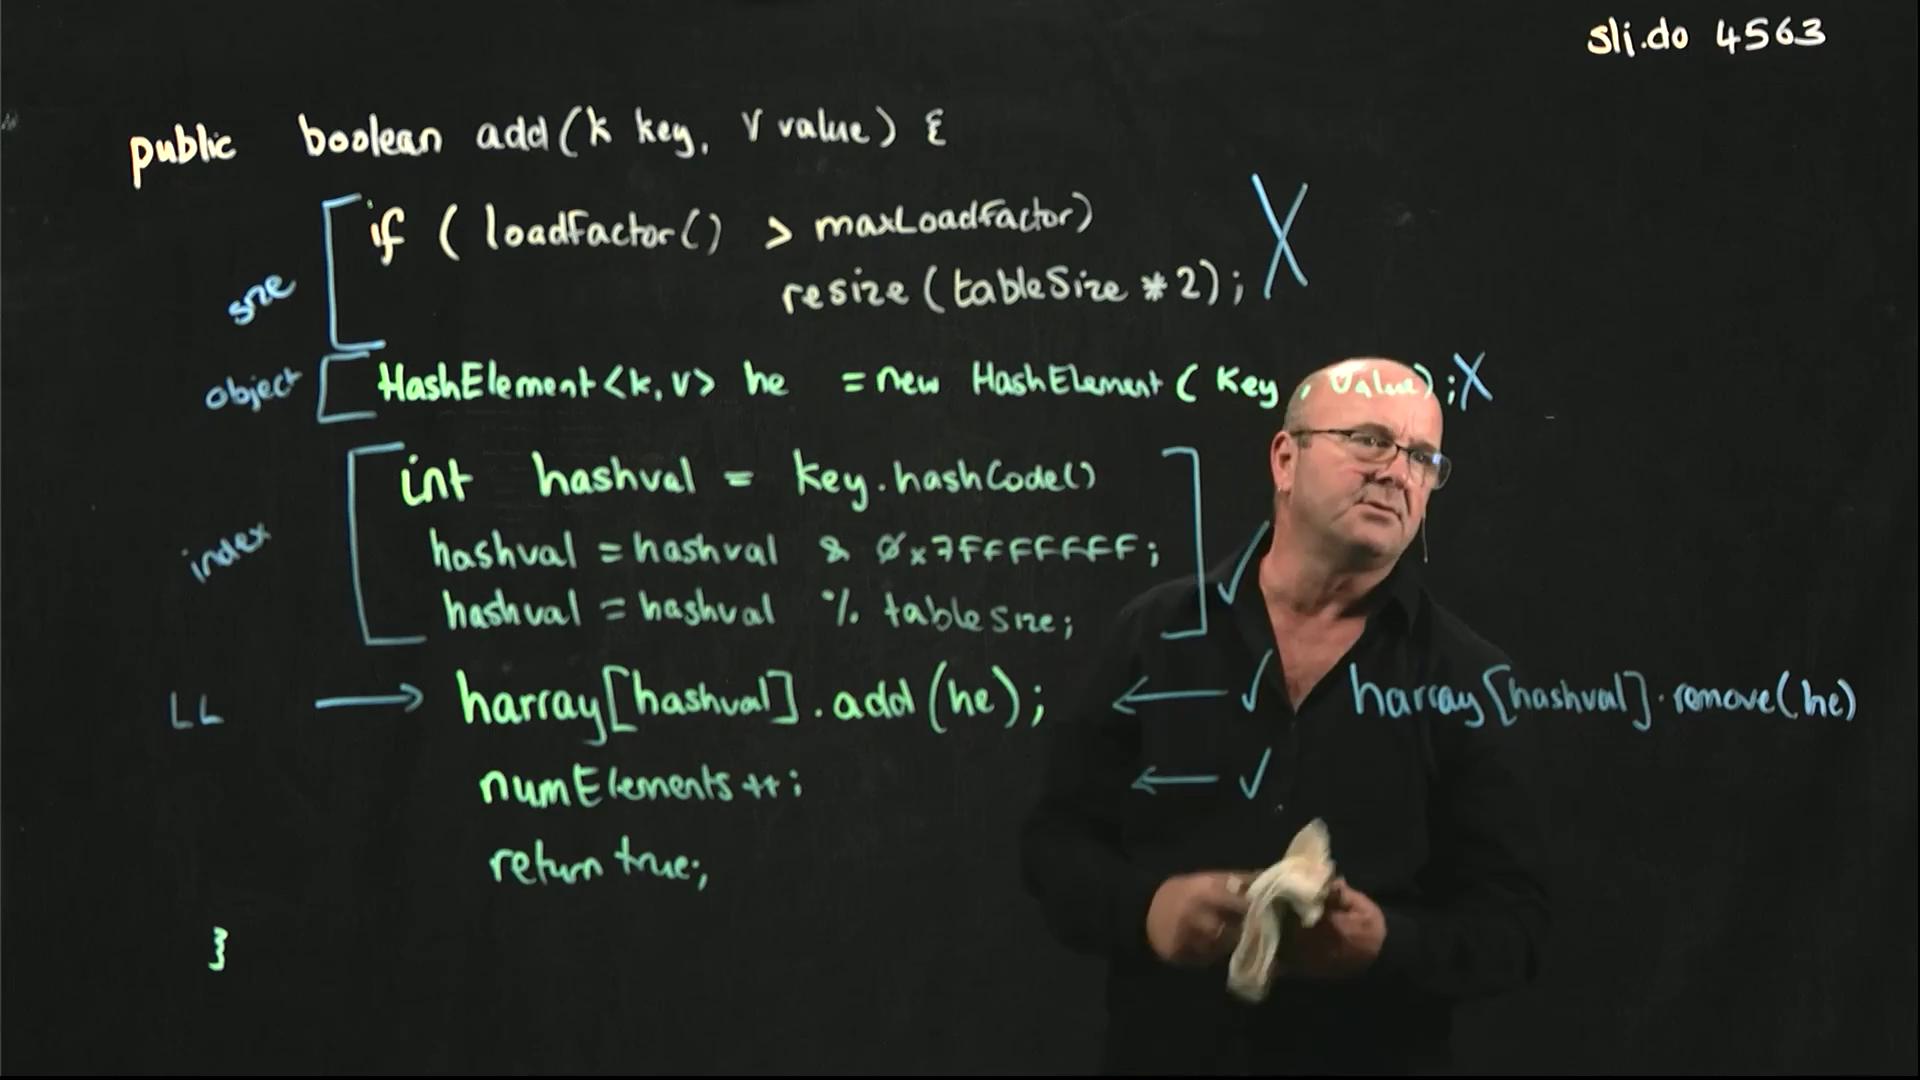 sli.do 4563
public boolean add(k key, V value) {
size if ( loadFactor() > maxLoadFactor) X
resize (tableSize * 2);
object HashElement<k,v> he = new HashElement ( Key , Value) ; X
int hashval = key.hashCode()
index hashval = hashval & 0x7FFFFFFF;
hashval = hashval % tablesize;
LL → harray[hashval].add(he); ← ✓ harray[hashval].remove(he)
numElements++; ← ✓
return true;
}